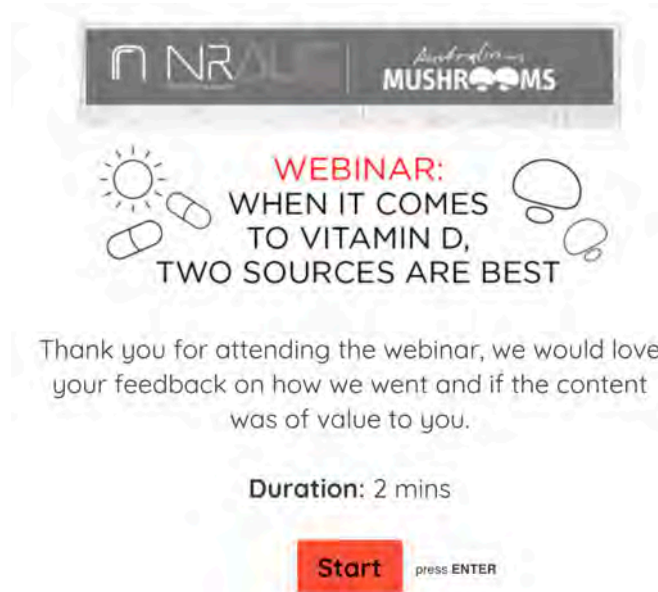 Australian
MUSHROOMS
WEBINAR:
WHEN IT COMES
TO VITAMIN D,
TWO SOURCES ARE BEST
Thank you for attending the webinar, we would love
your feedback on how we went and if the content
was of value to you.
Duration: 2 mins
Start press ENTER